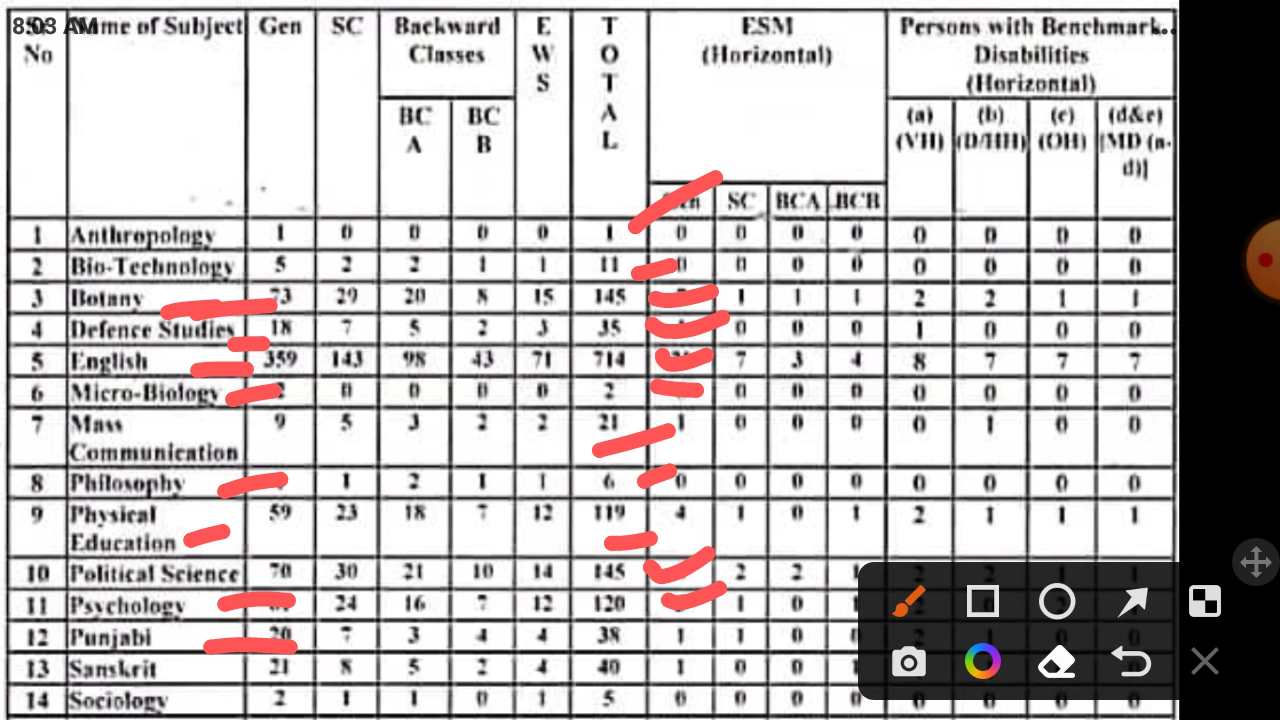 8:03 AM
No Name of Subject Gen SC Backward Classes E W S T O T A L ESM (Horizontal) Persons with Benchmark... Disabilities (Horizontal)
BC A BC B (a) (VH) (b) (D/HH) (c) (OH) (d&e) [MD (a-d)]
SC BCA BCB
1 Anthropology 1 0 0 0 0 1 0 0 0 0 0 0 0 0
2 Bio-Technology 5 2 2 1 1 11 0 0 0 0 0 0 0
3 Botany 73 29 20 8 15 145 1 1 1 2 2 1 1
4 Defence Studies 18 7 5 2 3 35 0 0 0 1 0 0 0
5 English 359 143 98 43 71 714 7 3 4 8 7 7 7
6 Micro-Biology 0 0 0 0 2 0 0 0 0 0 0 0
7 Mass Communication 9 5 3 2 2 21 1 0 0 0 0 1 0 0
8 Philosophy 1 2 1 1 6 0 0 0 0 0 0 0 0
9 Physical Education 59 23 18 7 12 119 4 1 0 1 2 1 1 1
10 Political Science 70 30 21 10 14 145 2 2
11 Psychology 24 16 7 12 120 1 0
12 Punjabi 20 7 3 4 4 38 1 1 0 0
13 Sanskrit 21 8 5 2 4 40 1 0 0
14 Sociology 2 1 1 0 1 5 0 0 0 0